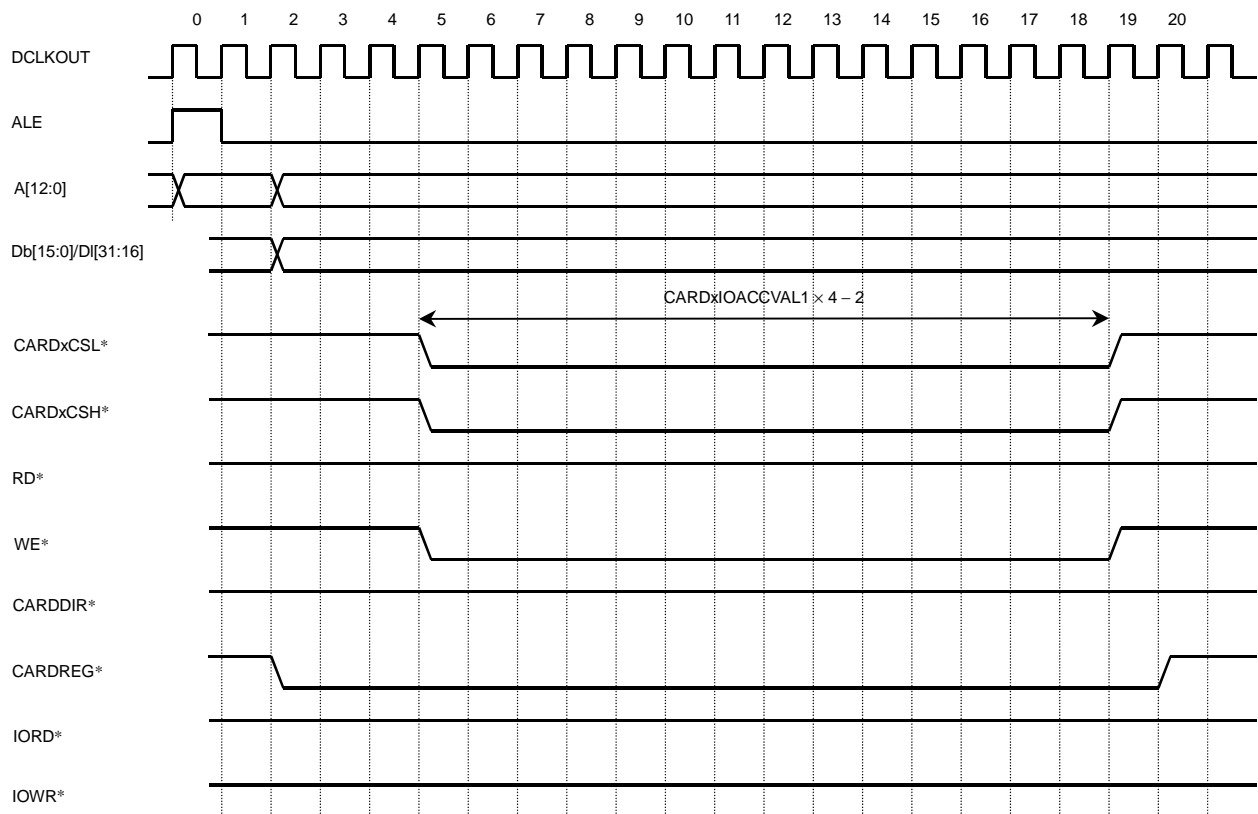 0 1 2 3 4 5 6 7 8 9 10 11 12 13 14 15 16 17 18 19 20
DCLKOUT
ALE
A[12:0]
Db[15:0]/Dl[31:16]
CARDxIOACCVAL1 × 4 – 2
CARDxCSL*
CARDxCSH*
RD*
WE*
CARDDIR*
CARDREG*
IORD*
IOWR*